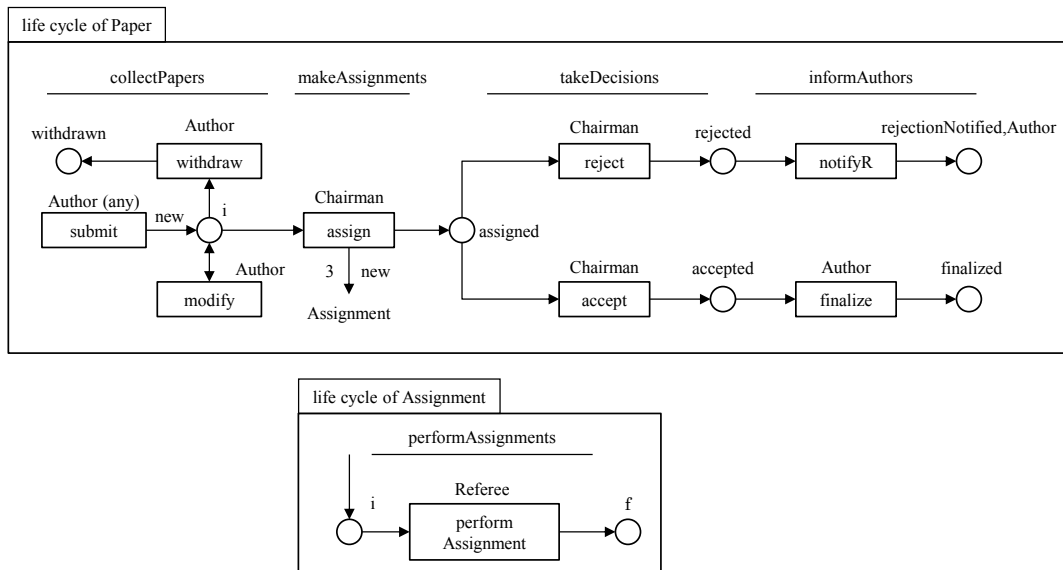 life cycle of Paper
collectPapers
makeAssignments
takeDecisions
informAuthors
withdrawn
Author
withdraw
Chairman
reject
rejected
notifyR
rejectionNotified,Author
Author (any)
submit
new
i
Chairman
assign
assigned
3
new
Assignment
Author
modify
Chairman
accept
accepted
Author
finalize
finalized
life cycle of Assignment
performAssignments
i
Referee
perform
Assignment
f